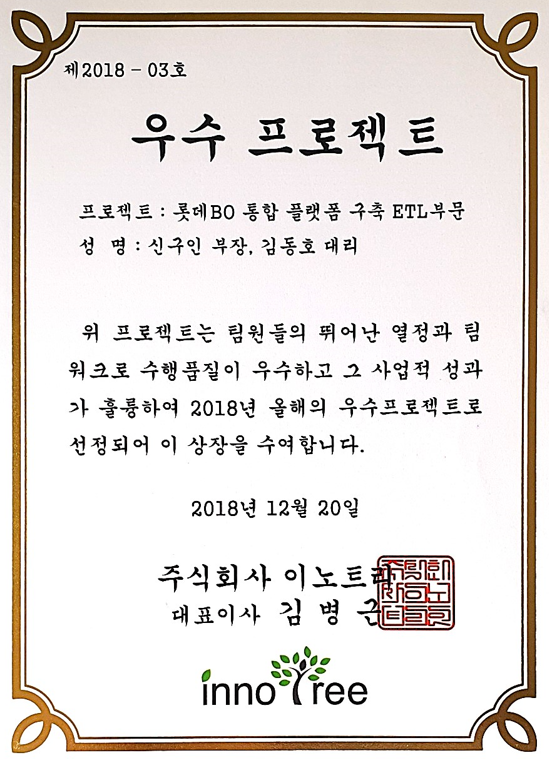 제2018 - 03호
우수 프로젝트
프로젝트 : 롯데BO 통합 플랫폼 구축 ETL부문
성 명 : 신구인 부장, 김동호 대리
위 프로젝트는 팀원들의 뛰어난 열정과 팀
워크로 수행품질이 우수하고 그 사업적 성과
가 훌륭하여 2018년 올해의 우수프로젝트로
선정되어 이 상장을 수여합니다.
2018년 12월 20일
주식회사 이노트리
대표이사 김 병 근
inno Tree